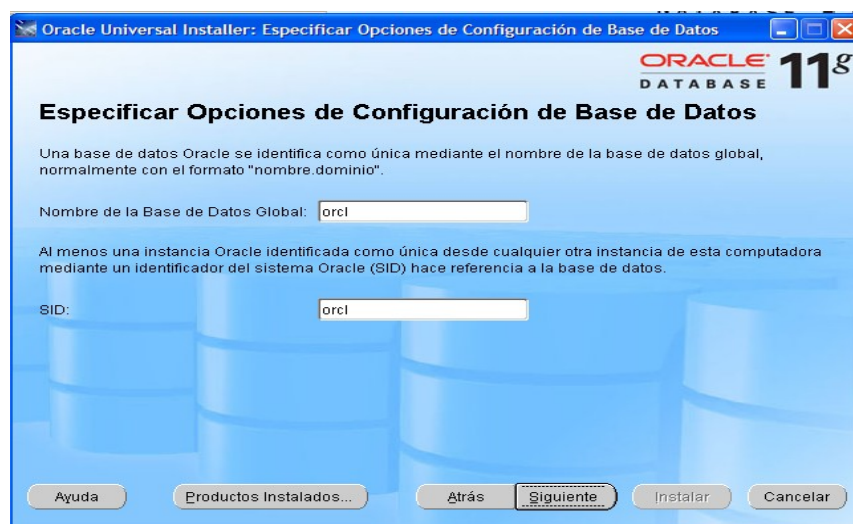 Oracle Universal Installer: Especificar Opciones de Configuración de Base de Datos
ORACLE
DATABASE 11g
Especificar Opciones de Configuración de Base de Datos
Una base de datos Oracle se identifica como única mediante el nombre de la base de datos global,
normalmente con el formato "nombre.dominio".
Nombre de la Base de Datos Global: orcl
Al menos una instancia Oracle identificada como única desde cualquier otra instancia de esta computadora
mediante un identificador del sistema Oracle (SID) hace referencia a la base de datos.
SID: orcl
Ayuda Productos Instalados... Atrás Siguiente Instalar Cancelar